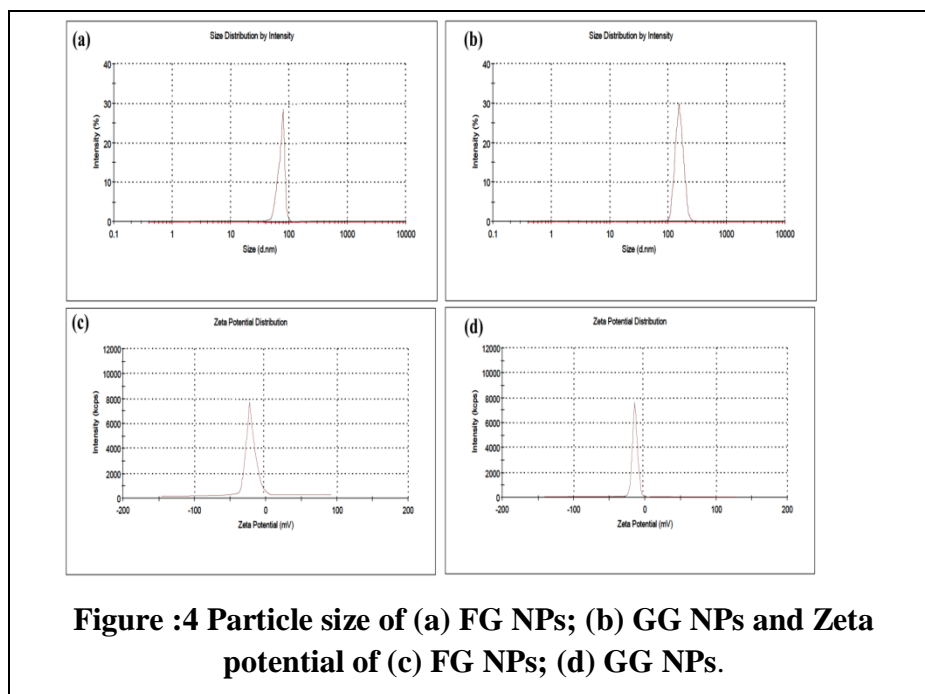 (a)
Size Distribution by Intensity
40
30
20
10
0
Intensity (%)
0.1 1 10 100 1000 10000
Size (d.nm)
(b)
Size Distribution by Intensity
40
30
20
10
0
Intensity (%)
0.1 1 10 100 1000 10000
Size (d.nm)
(c)
Zeta Potential Distribution
12000
10000
8000
6000
4000
2000
0
Intensity (kcps)
-200 -100 0 100 200
Zeta Potential (mV)
(d)
Zeta Potential Distribution
12000
10000
8000
6000
4000
2000
0
Intensity (kcps)
-200 -100 0 100 200
Zeta Potential (mV)
Figure :4 Particle size of (a) FG NPs; (b) GG NPs and Zeta
potential of (c) FG NPs; (d) GG NPs.